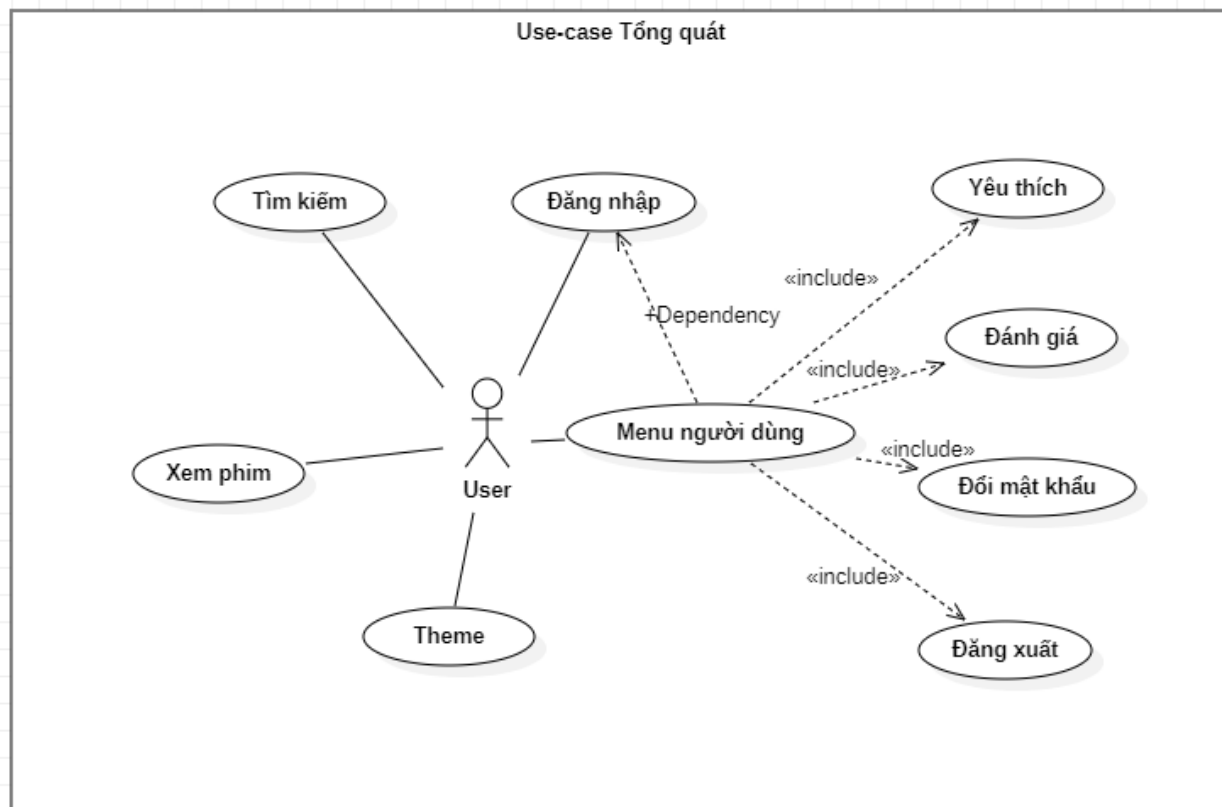 Use-case Tổng quát
Tìm kiếm
Đăng nhập
Yêu thích
«include»
+Dependency
Đánh giá
«include»
Menu người dùng
«include»
Xem phim
User
Đổi mật khẩu
«include»
Theme
Đăng xuất